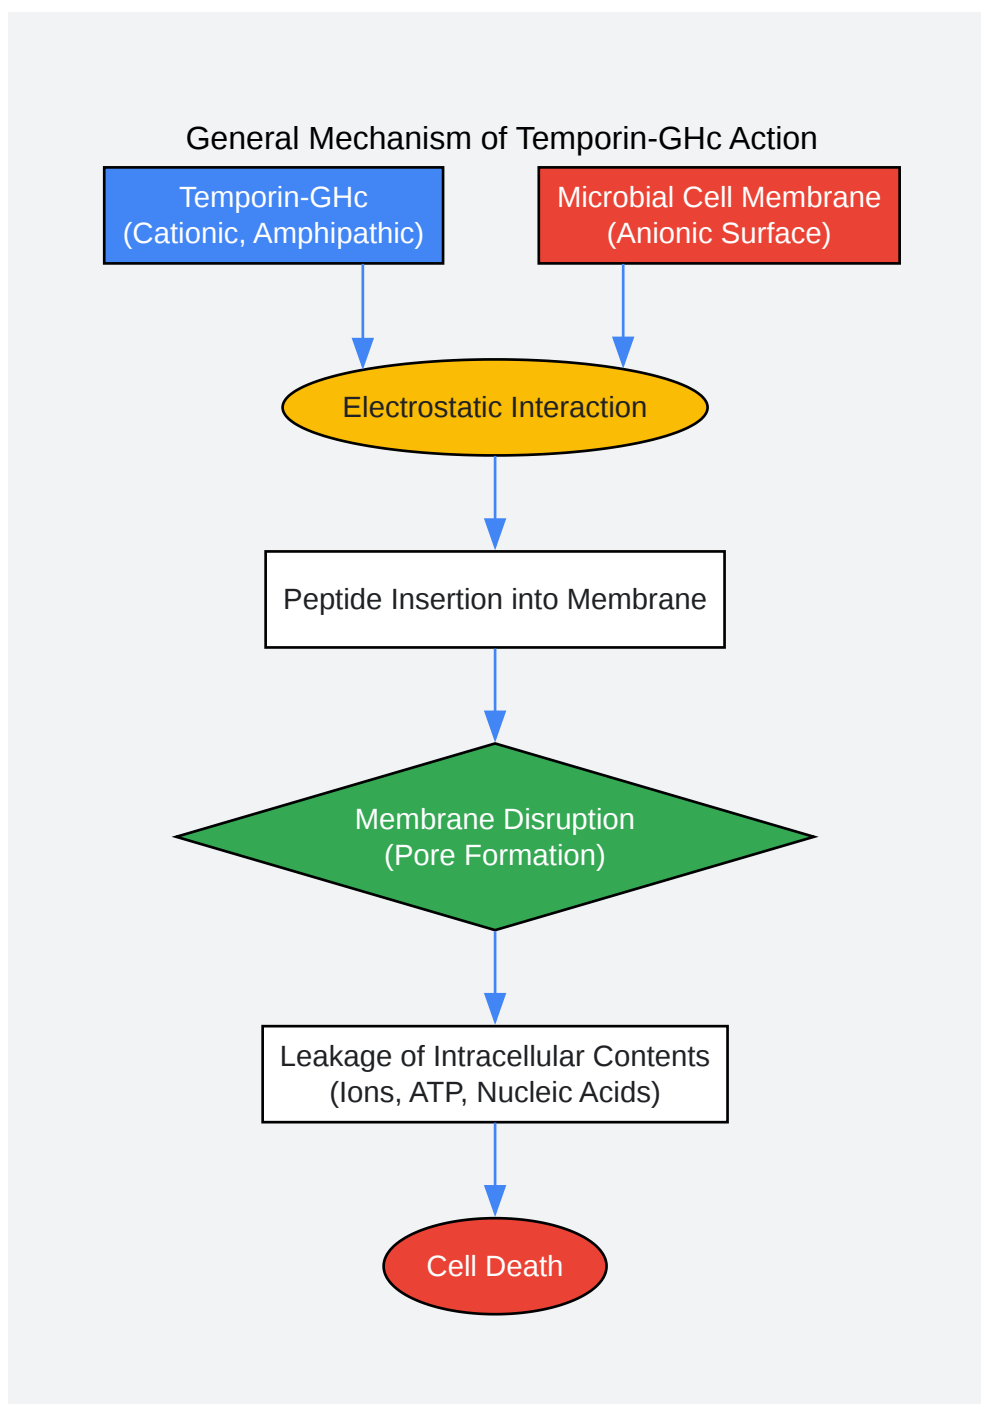 General Mechanism of Temporin-GHc Action
Temporin-GHc
(Cationic, Amphipathic)
Microbial Cell Membrane
(Anionic Surface)
Electrostatic Interaction
Peptide Insertion into Membrane
Membrane Disruption
(Pore Formation)
Leakage of Intracellular Contents
(Ions, ATP, Nucleic Acids)
Cell Death